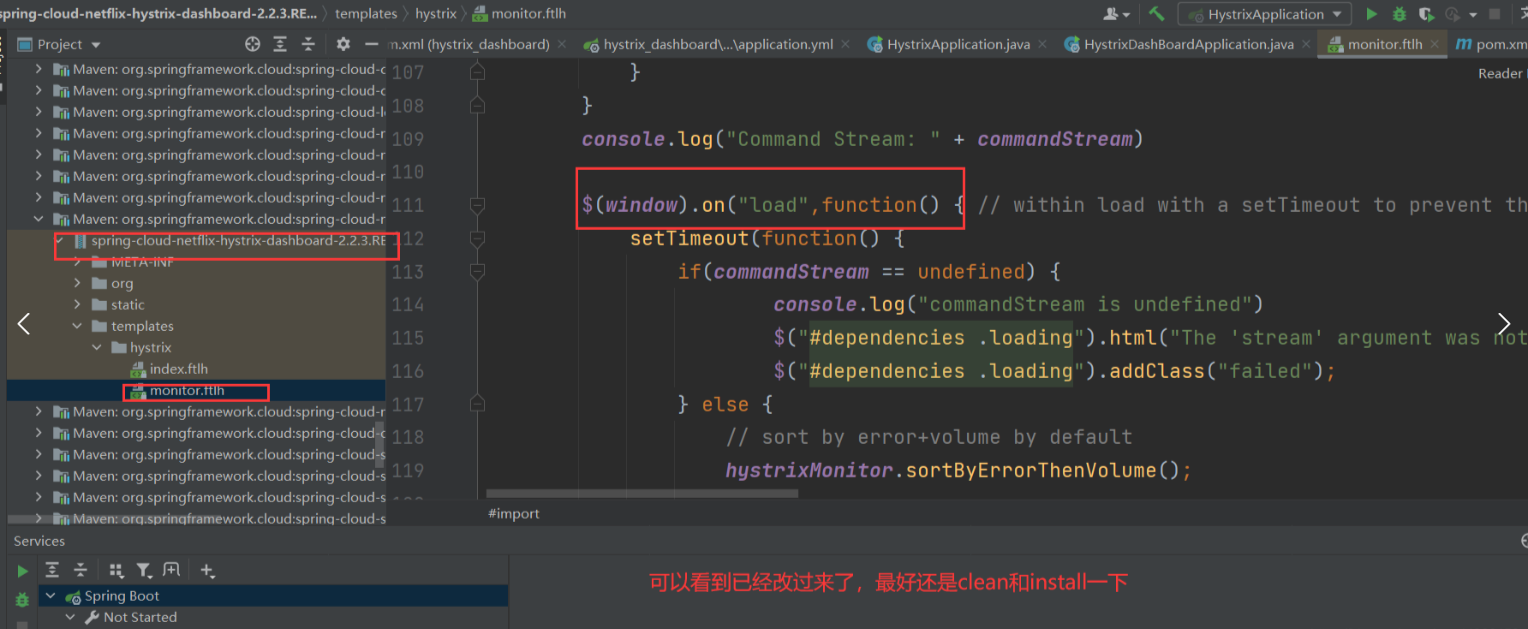 spring-cloud-netflix-hystrix-dashboard-2.2.3.RE... templates hystrix monitor.ftlh
HystrixApplication
Project
m.xml (hystrix_dashboard) hystrix_dashboard\...\application.yml HystrixApplication.java HystrixDashBoardApplication.java monitor.ftlh pom.xm
Reader
Maven: org.springframework.cloud:spring-cloud-c
Maven: org.springframework.cloud:spring-cloud-c
Maven: org.springframework.cloud:spring-cloud-l
Maven: org.springframework.cloud:spring-cloud-r
Maven: org.springframework.cloud:spring-cloud-r
Maven: org.springframework.cloud:spring-cloud-r
Maven: org.springframework.cloud:spring-cloud-r
Maven: org.springframework.cloud:spring-cloud-r
spring-cloud-netflix-hystrix-dashboard-2.2.3.RE
META-INF
org
static
templates
hystrix
index.ftlh
monitor.ftlh
Maven: org.springframework.cloud:spring-cloud-r
Maven: org.springframework.cloud:spring-cloud-c
Maven: org.springframework.cloud:spring-cloud-s
Maven: org.springframework.cloud:spring-cloud-s
Maven: org.springframework.cloud:spring-cloud-s
Maven: org.springframework.cloud:spring-cloud-s
107 }
108 }
109 console.log("Command Stream: " + commandStream)
110
111 $(window).on("load",function() { // within load with a setTimeout to prevent th
112 setTimeout(function() {
113 if(commandStream == undefined) {
114 console.log("commandStream is undefined")
115 $("#dependencies .loading").html("The 'stream' argument was not
116 $("#dependencies .loading").addClass("failed");
117 } else {
118 // sort by error+volume by default
119 hystrixMonitor.sortByErrorThenVolume();
#import
Services
Spring Boot
Not Started
可以看到已经改过来了，最好还是clean和install一下